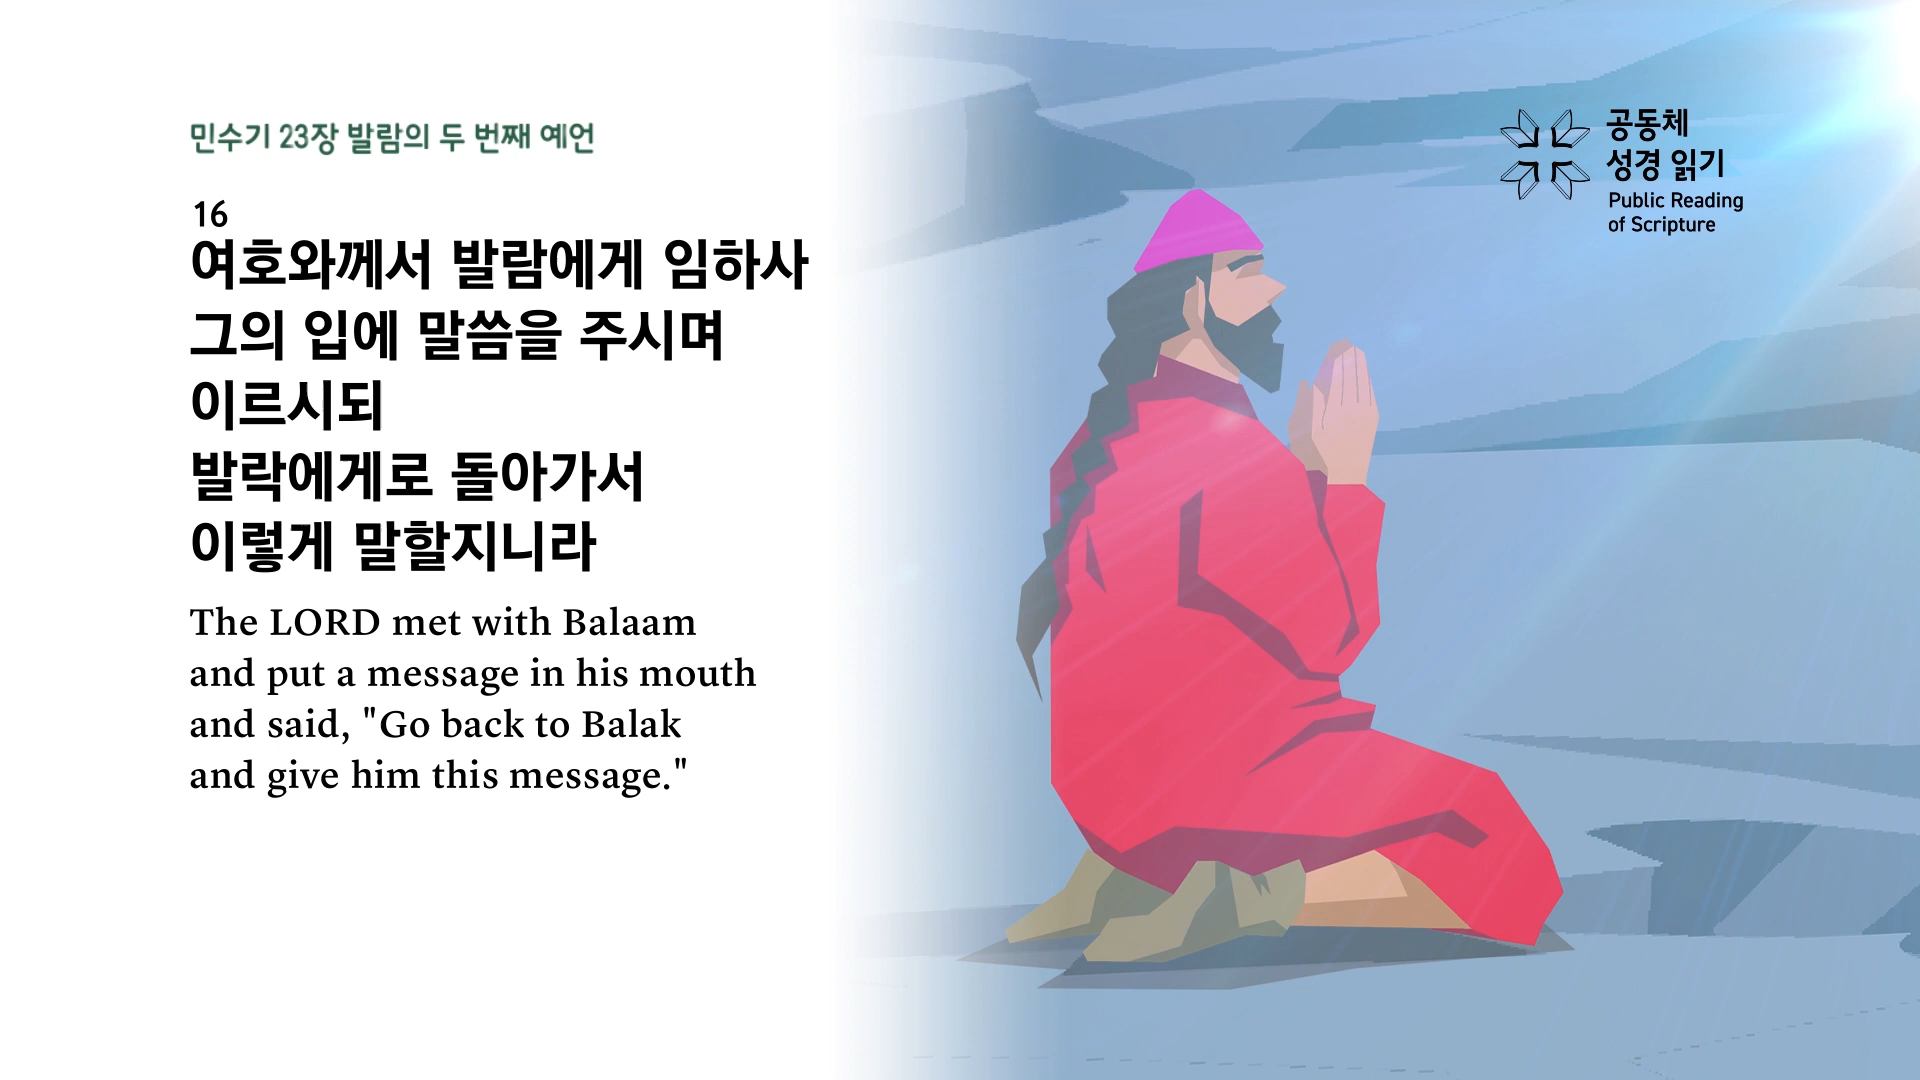 민수기 23장 발람의 두 번째 예언
16
여호와께서 발람에게 임하사
그의 입에 말씀을 주시며
이르시되
발락에게로 돌아가서
이렇게 말할지니라
The LORD met with Balaam
and put a message in his mouth
and said, "Go back to Balak
and give him this message."
공동체
성경 읽기
Public Reading
of Scripture